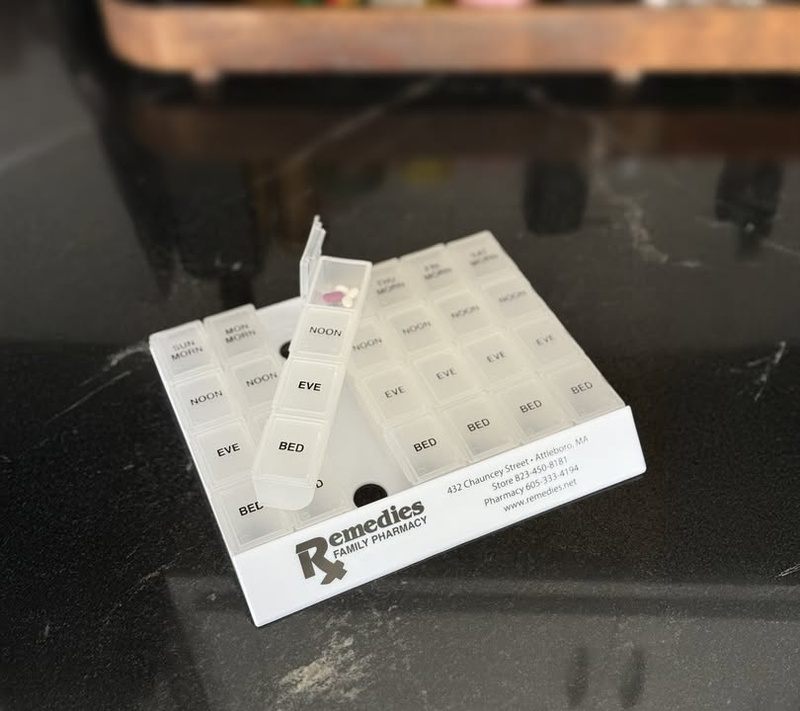 SUN
MORN
MON
MORN
THU
MORN
FRI
MORN
SAT
MORN
NOON
NOON
NOON
NOON
NOON
NOON
NOON
EVE
EVE
EVE
EVE
EVE
EVE
BED
BED
BED
BED
BED
BED
Remedies
FAMILY PHARMACY
432 Chauncey Street • Attleboro, MA
Store 823-450-8181
Pharmacy 605-333-4194
www.remedies.net